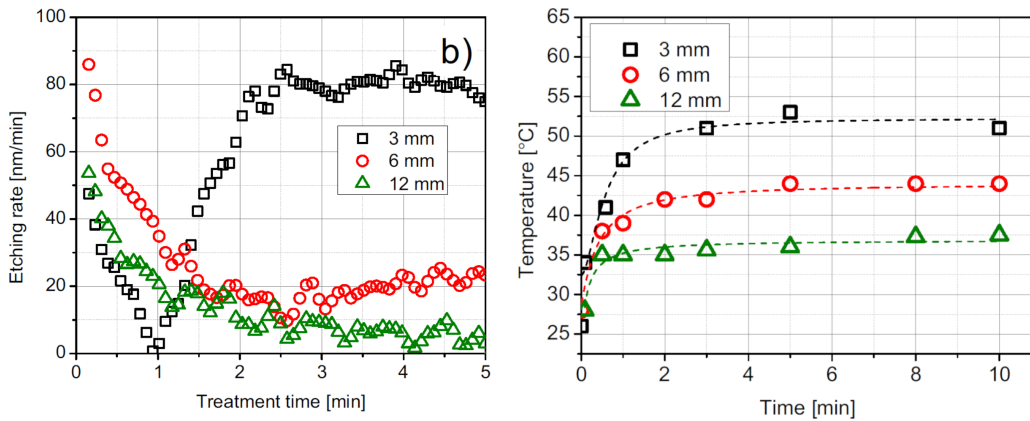 b)
Etching rate [nm/min]
100
80
60
40
20
0
3 mm
6 mm
12 mm
0 1 2 3 4 5
Treatment time [min]
Temperature [°C]
65
60
55
50
45
40
35
30
25
3 mm
6 mm
12 mm
0 2 4 6 8 10
Time [min]